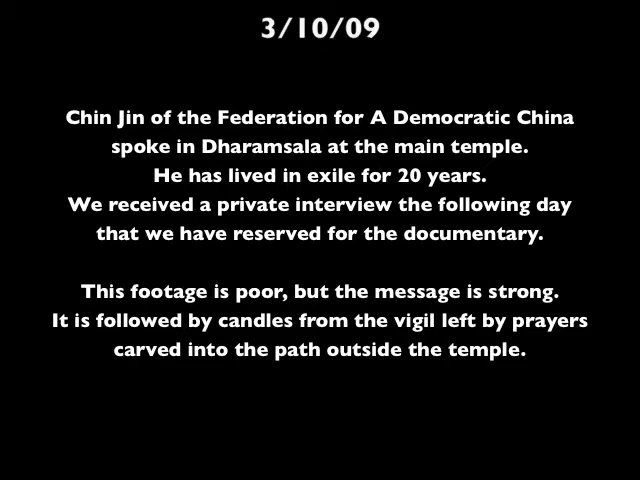 3/10/09
Chin Jin of the Federation for A Democratic China
spoke in Dharamsala at the main temple.
He has lived in exile for 20 years.
We received a private interview the following day
that we have reserved for the documentary.
This footage is poor, but the message is strong.
It is followed by candles from the vigil left by prayers
carved into the path outside the temple.